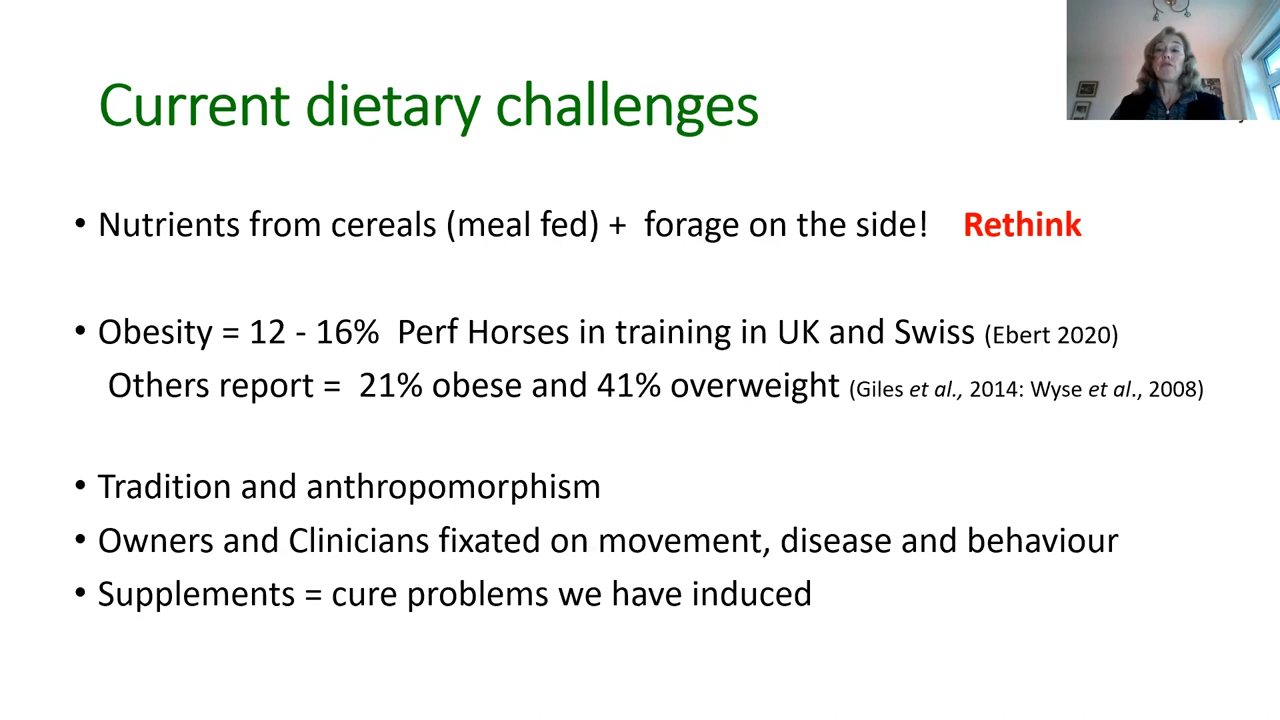 Current dietary challenges
• Nutrients from cereals (meal fed) + forage on the side! Rethink
• Obesity = 12 - 16% Perf Horses in training in UK and Swiss (Ebert 2020)
Others report = 21% obese and 41% overweight (Giles et al., 2014: Wyse et al., 2008)
• Tradition and anthropomorphism
• Owners and Clinicians fixated on movement, disease and behaviour
• Supplements = cure problems we have induced